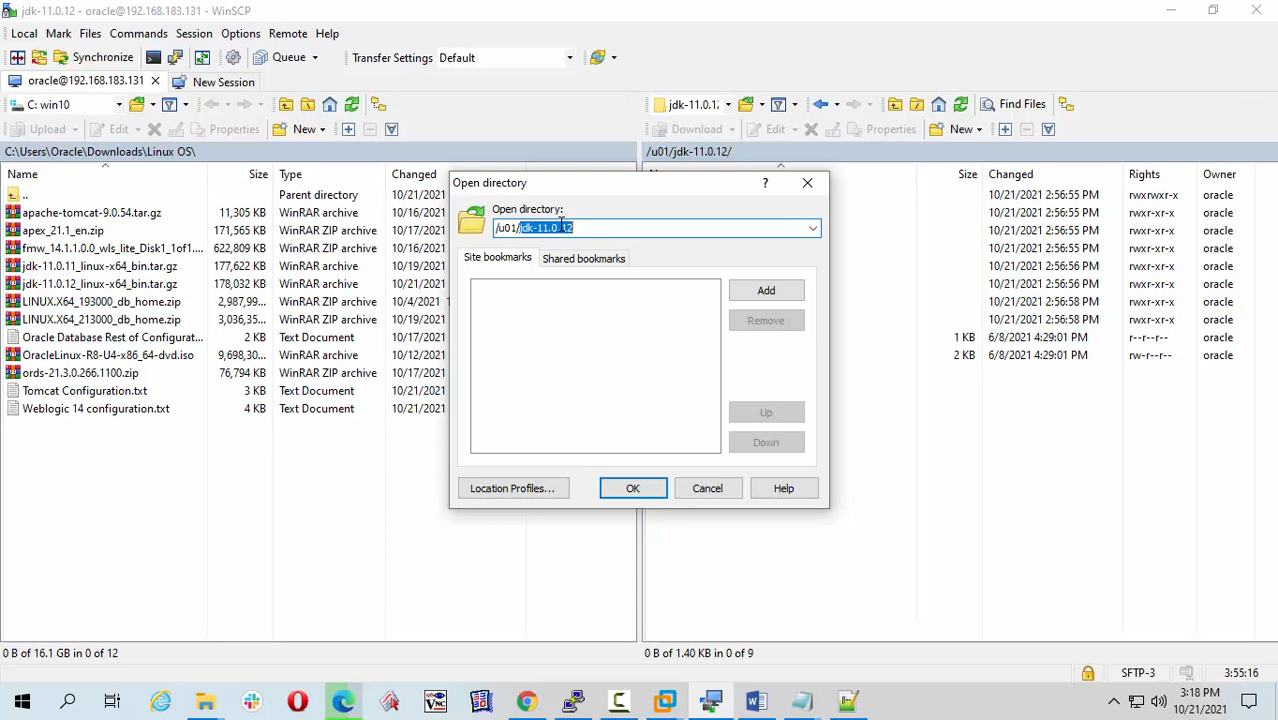 jdk-11.0.12 - oracle@192.168.183.131 - WinSCP
Local Mark Files Commands Session Options Remote Help
Synchronize Queue Transfer Settings Default
oracle@192.168.183.131 New Session
C: win10 jdk-11.0.12 Find Files
Upload Edit Properties New Download Edit Properties New
C:\Users\Oracle\Downloads\Linux OS\ /u01/jdk-11.0.12/
Name Size Type Changed Size Changed Rights Owner
.. Parent directory 10/21/2021 10/21/2021 2:56:55 PM rwxrwxr-x oracle
apache-tomcat-9.0.54.tar.gz 11,305 KB WinRAR archive 10/16/2021 10/21/2021 2:56:55 PM rwxr-xr-x oracle
apex_21.1_en.zip 171,565 KB WinRAR ZIP archive 10/17/2021 10/21/2021 2:56:55 PM rwxr-xr-x oracle
fmw_14.1.1.0.0_wls_lite_Disk1_1of1.... 223,625 KB WinRAR ZIP archive 10/16/2021 10/21/2021 2:56:55 PM rwxr-xr-x oracle
jdk-11.0.11_linux-x64_bin.tar.gz 177,622 KB WinRAR archive 10/19/2021 10/21/2021 2:56:55 PM rwxr-xr-x oracle
jdk-11.0.11_linux-x64_bin.tar.gz 178,032 KB WinRAR archive 10/21/2021 10/21/2021 2:56:58 PM rwxr-xr-x oracle
LINUX.X64_193000_db_home.zip 2,987,99... WinRAR ZIP archive 10/4/2021 10/21/2021 2:56:58 PM rwxr-xr-x oracle
LINUX.X64_213000_db_home.zip 3,036,35... WinRAR ZIP archive 10/19/2021 10/21/2021 2:56:58 PM rwxr-xr-x oracle
Oracle Database Rest of Configurat... 2 KB Text Document 10/17/2021 1 KB 6/8/2021 4:29:01 PM r--r--r-- oracle
OracleLinux-R8-U4-x86_64-dvd.iso 9,698,30... WinRAR archive 10/12/2021 2 KB 6/8/2021 4:29:01 PM rw-r--r-- oracle
ords-21.3.0.266.1100.zip 76,794 KB WinRAR ZIP archive 10/17/2021
Tomcat Configuration.txt 3 KB Text Document 10/21/2021
Weblogic 14 configuration.txt 4 KB Text Document 10/21/2021
Open directory
Open directory:
/u01/jdk-11.0.12
Site bookmarks Shared bookmarks
Add
Remove
Up
Down
Location Profiles... OK Cancel Help
0 B of 16.1 GB in 0 of 12 0 B of 1.40 KB in 0 of 9
SFTP-3 3:55:16
3:18 PM
10/21/2021